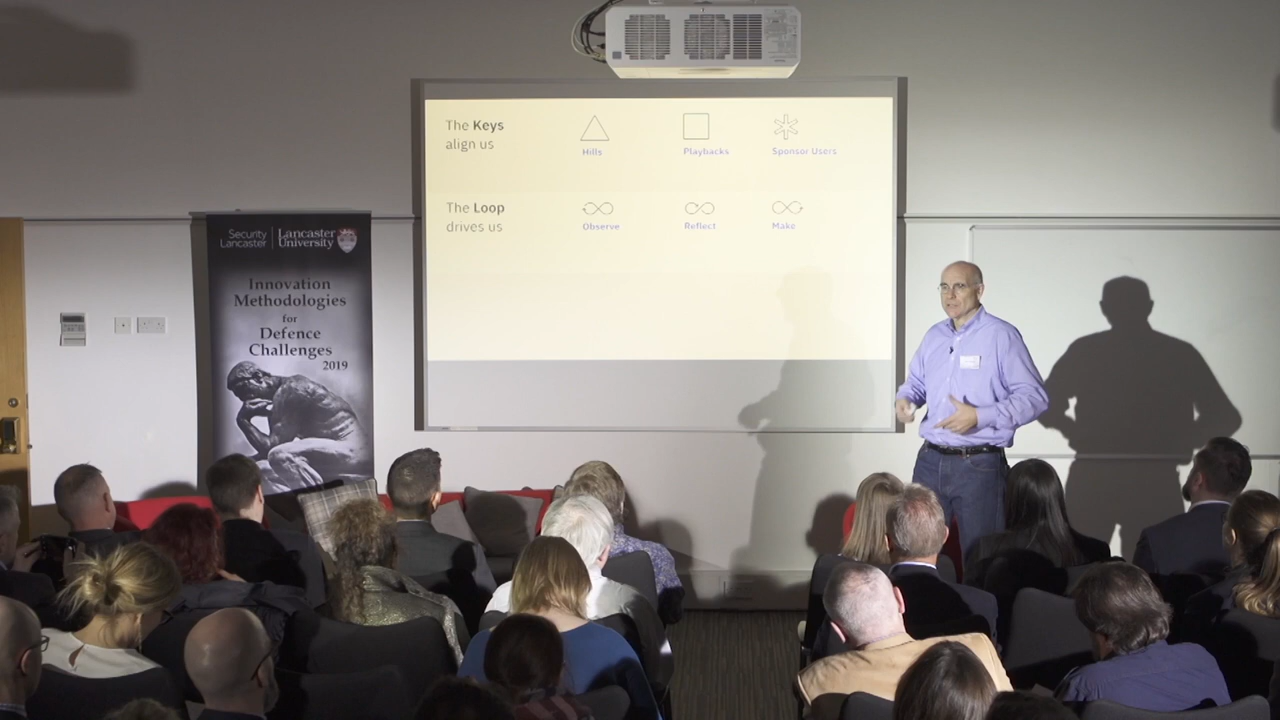 The Keys
align us
Hills
Playbacks
Sponsor Users
The Loop
drives us
Observe
Reflect
Make
Security
Lancaster
Lancaster
University
Innovation
Methodologies
for
Defence
Challenges
2019